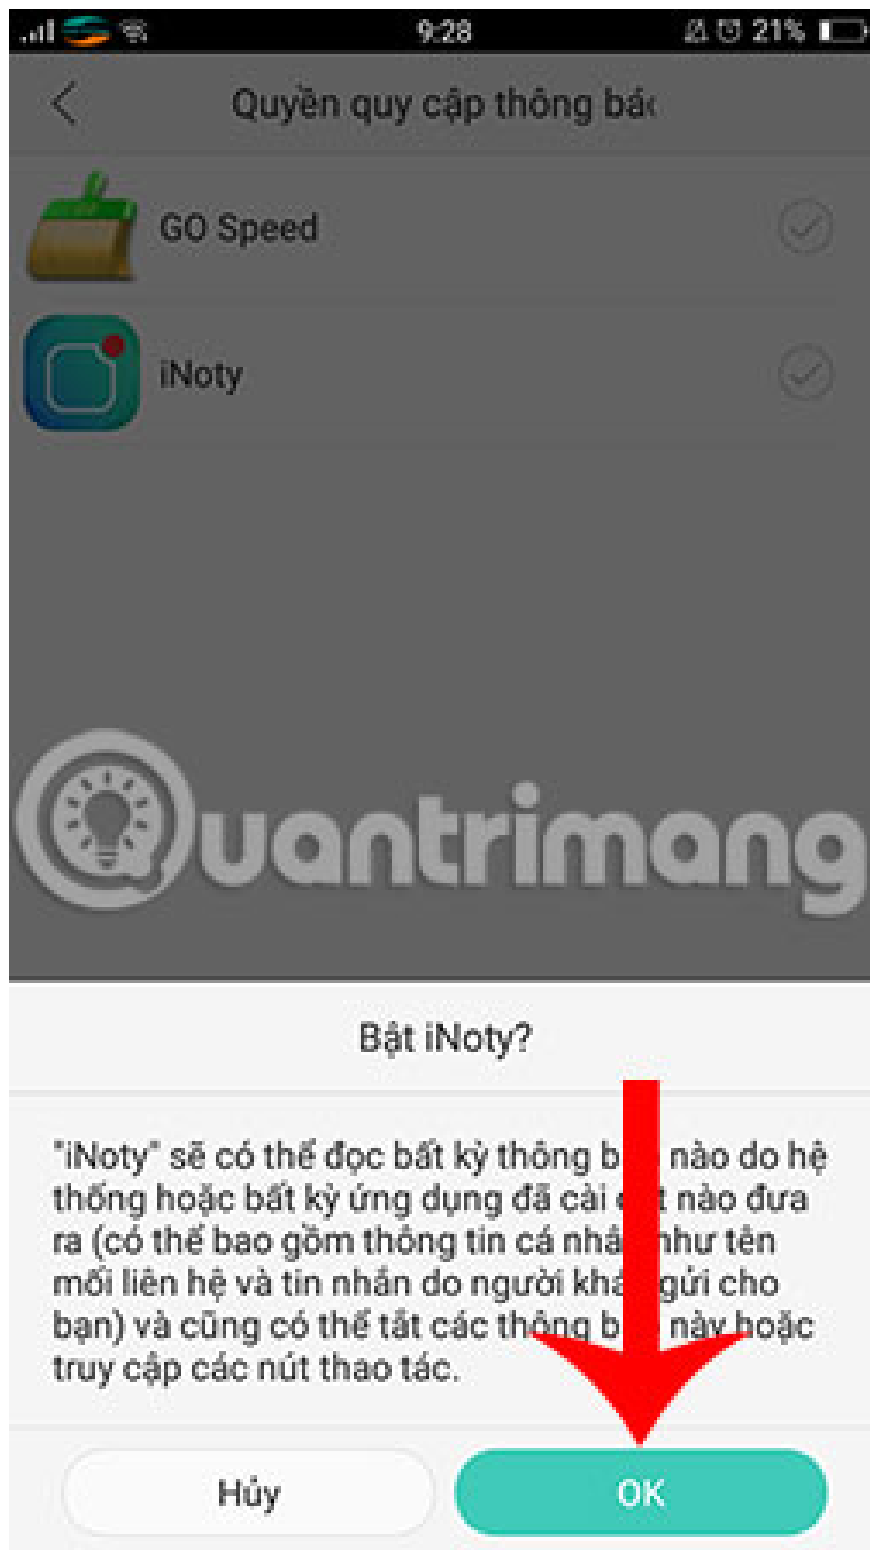 9:28 21%
Quyền quy cập thông bá
GO Speed
iNoty
Quantrimang
Bật iNoty?
"iNoty" sẽ có thể đọc bất kỳ thông b nào do hệ
thống hoặc bất kỳ ứng dụng đã cài t nào đưa
ra (có thể bao gồm thông tin cá nhâ như tên
mối liên hệ và tin nhắn do người khá gửi cho
bạn) và cũng có thể tắt các thông b này hoặc
truy cập các nút thao tác.
Hủy OK